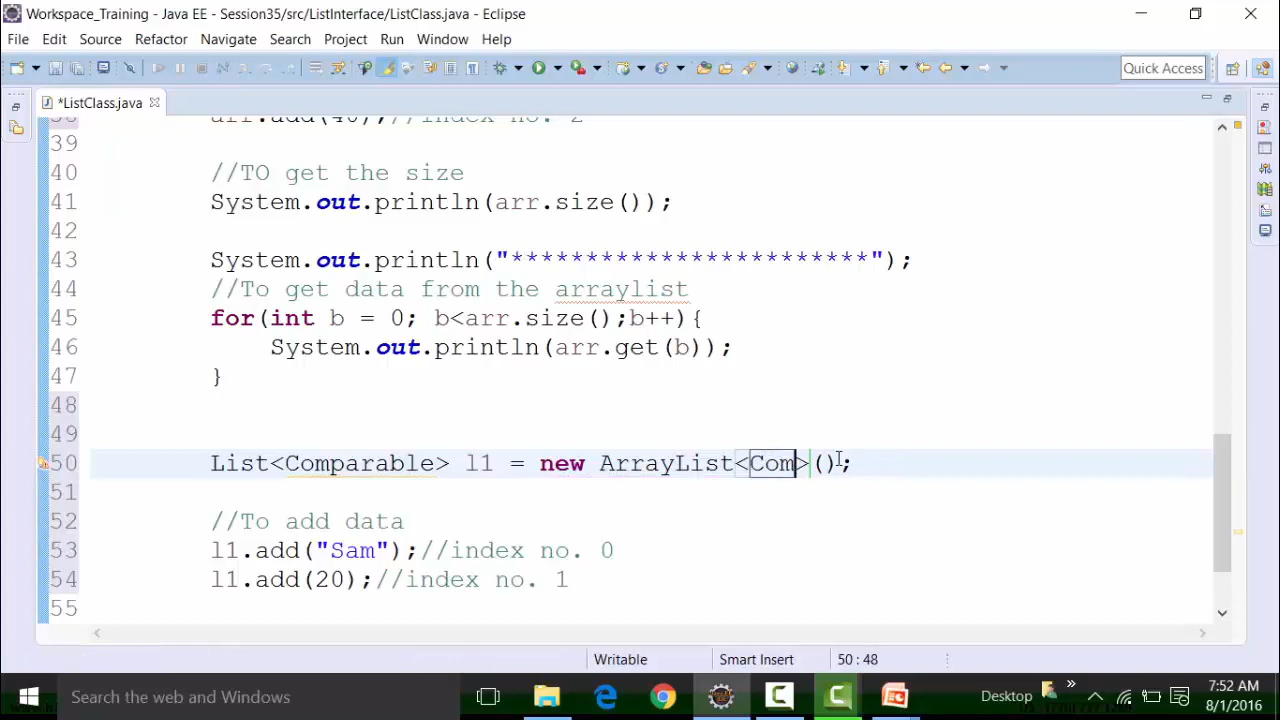 Workspace_Training - Java EE - Session35/src/ListInterface/ListClass.java - Eclipse
File Edit Source Refactor Navigate Search Project Run Window Help
Quick Access
*ListClass.java
38 arr.add(40);//index no. 2
39
40 //TO get the size
41 System.out.println(arr.size());
42
43 System.out.println("************************");
44 //To get data from the arraylist
45 for(int b = 0; b<arr.size();b++){
46 System.out.println(arr.get(b));
47 }
48
49
50 List<Comparable> l1 = new ArrayList<Com>();
51
52 //To add data
53 l1.add("Sam");//index no. 0
54 l1.add(20);//index no. 1
55
Writable Smart Insert 50 : 48
Search the web and Windows
Desktop
7:52 AM
8/1/2016